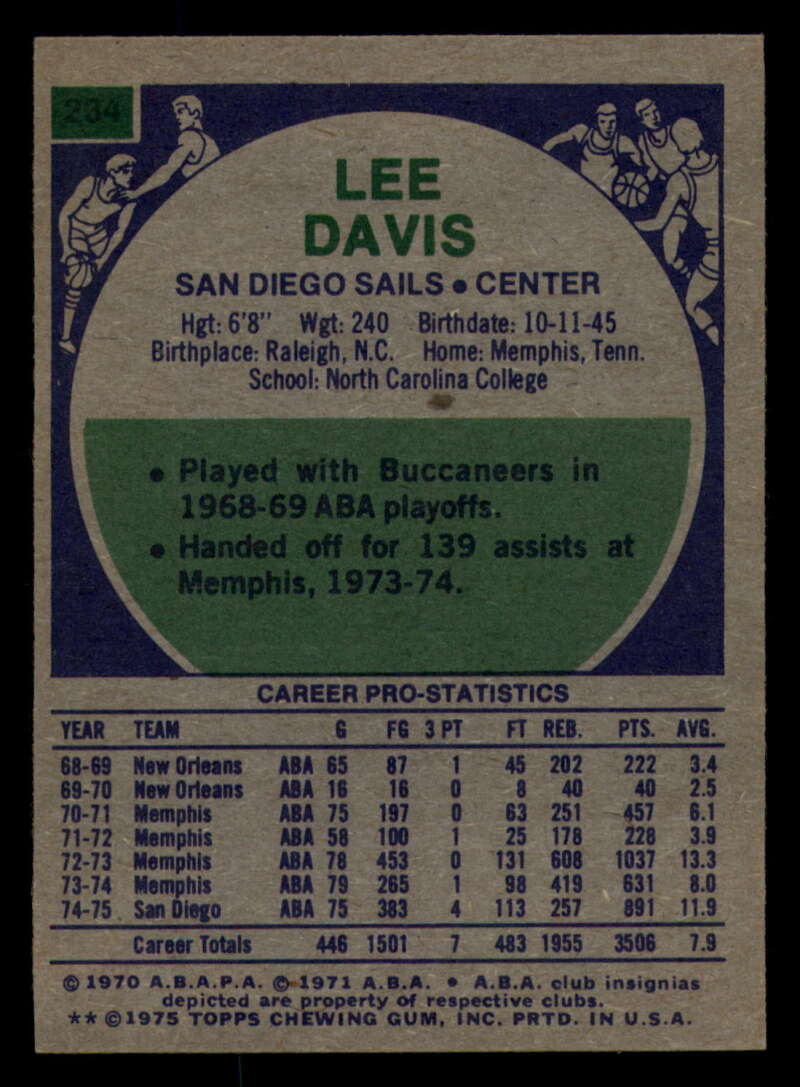 234
LEE
DAVIS
SAN DIEGO SAILS • CENTER
Hgt: 6'8" Wgt: 240 Birthdate: 10-11-45
Birthplace: Raleigh, N.C. Home: Memphis, Tenn.
School: North Carolina College
• Played with Buccaneers in
1968-69 ABA playoffs.
• Handed off for 139 assists at
Memphis, 1973-74.
CAREER PRO-STATISTICS
YEAR TEAM G FG 3 PT FT REB. PTS. AVG.
68-69 New Orleans ABA 65 87 1 45 202 222 3.4
69-70 New Orleans ABA 16 16 0 8 40 40 2.5
70-71 Memphis ABA 75 197 0 63 251 457 6.1
71-72 Memphis ABA 58 100 1 25 178 228 3.9
72-73 Memphis ABA 78 453 0 131 608 1037 13.3
73-74 Memphis ABA 79 265 1 98 419 631 8.0
74-75 San Diego ABA 75 383 4 113 257 891 11.9
Career Totals 446 1501 7 483 1955 3506 7.9
© 1970 A.B.A.P.A. © 1971 A.B.A. • A.B.A. club insignias
depicted are property of respective clubs.
** © 1975 TOPPS CHEWING GUM, INC. PRTD. IN U.S.A.